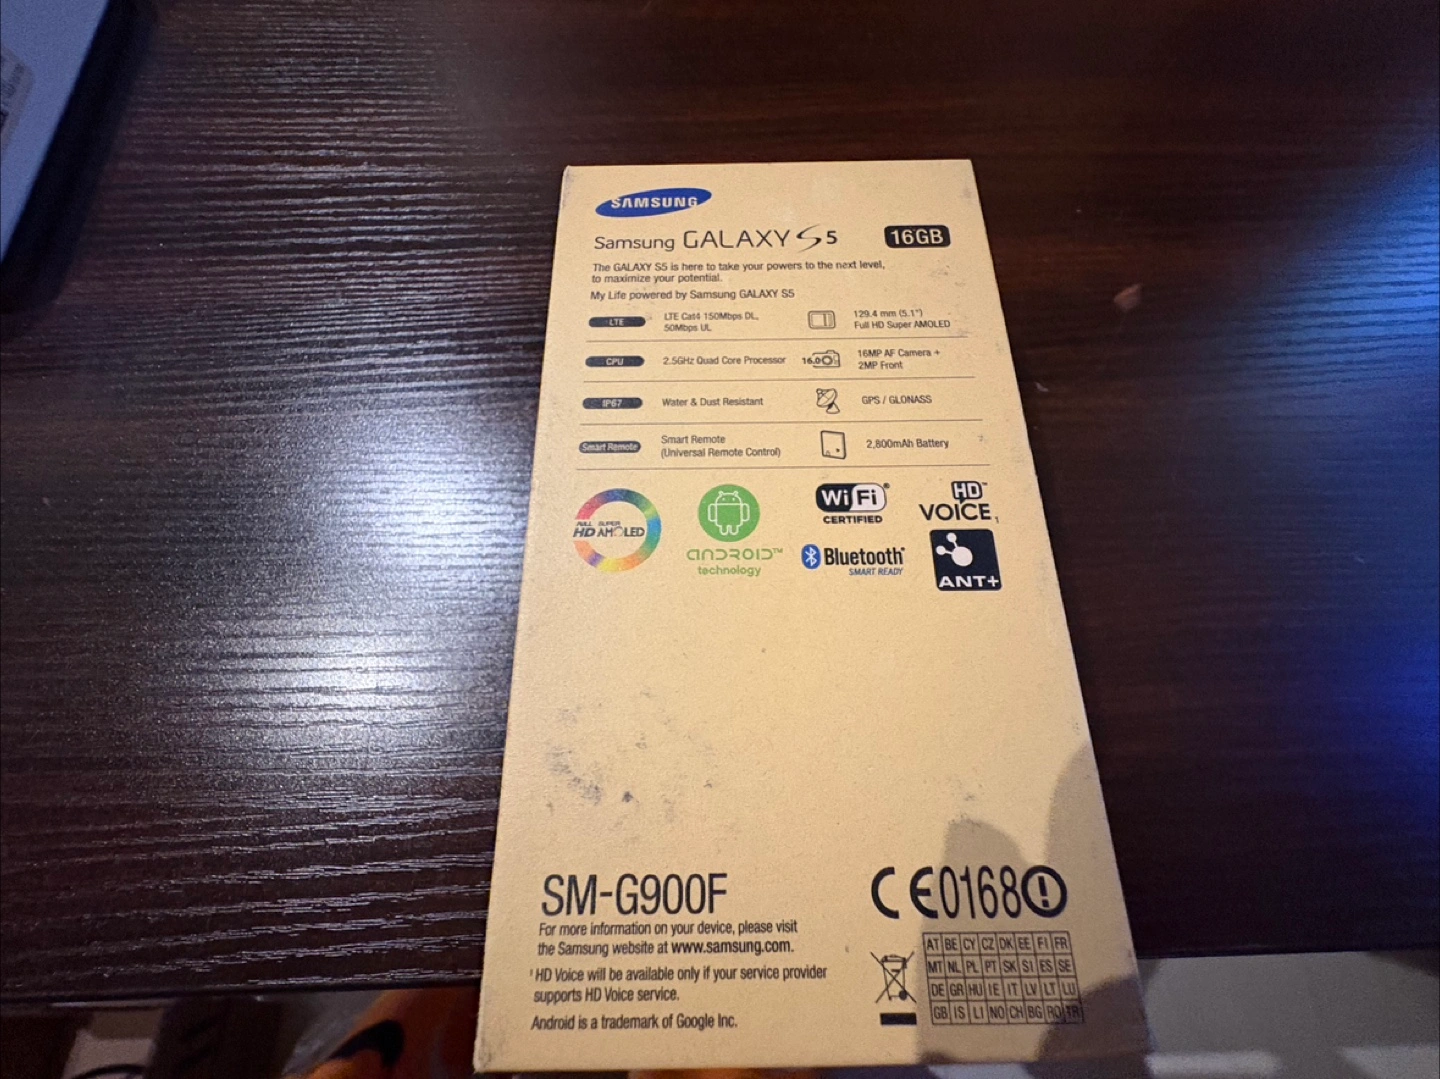 SAMSUNG
Samsung GALAXY S5 16GB
The GALAXY S5 is here to take your powers to the next level,
to maximize your potential.
My Life powered by Samsung GALAXY S5
LTE
LTE Cat4 150Mbps DL,
50Mbps UL
129.4 mm (5.1")
Full HD Super AMOLED
CPU
2.5GHz Quad Core Processor
16.0
16MP AF Camera +
2MP Front
IP67
Water & Dust Resistant
GPS / GLONASS
Smart Remote
Smart Remote
(Universal Remote Control)
2,800mAh Battery
FULL SUPER
HD AMOLED
ANDROID™
technology
Wi Fi®
CERTIFIED
HD™
VOICE 1
Bluetooth®
SMART READY
ANT+
SM-G900F
CE0168
For more information on your device, please visit
the Samsung website at www.samsung.com.
¹ HD Voice will be available only if your service provider
supports HD Voice service.
Android is a trademark of Google Inc.
AT BE CY CZ DK EE FI FR
MT NL PL PT SK SI ES SE
DE GR HU IE IT LV LT LU
GB IS LI NO CH BG RO TR